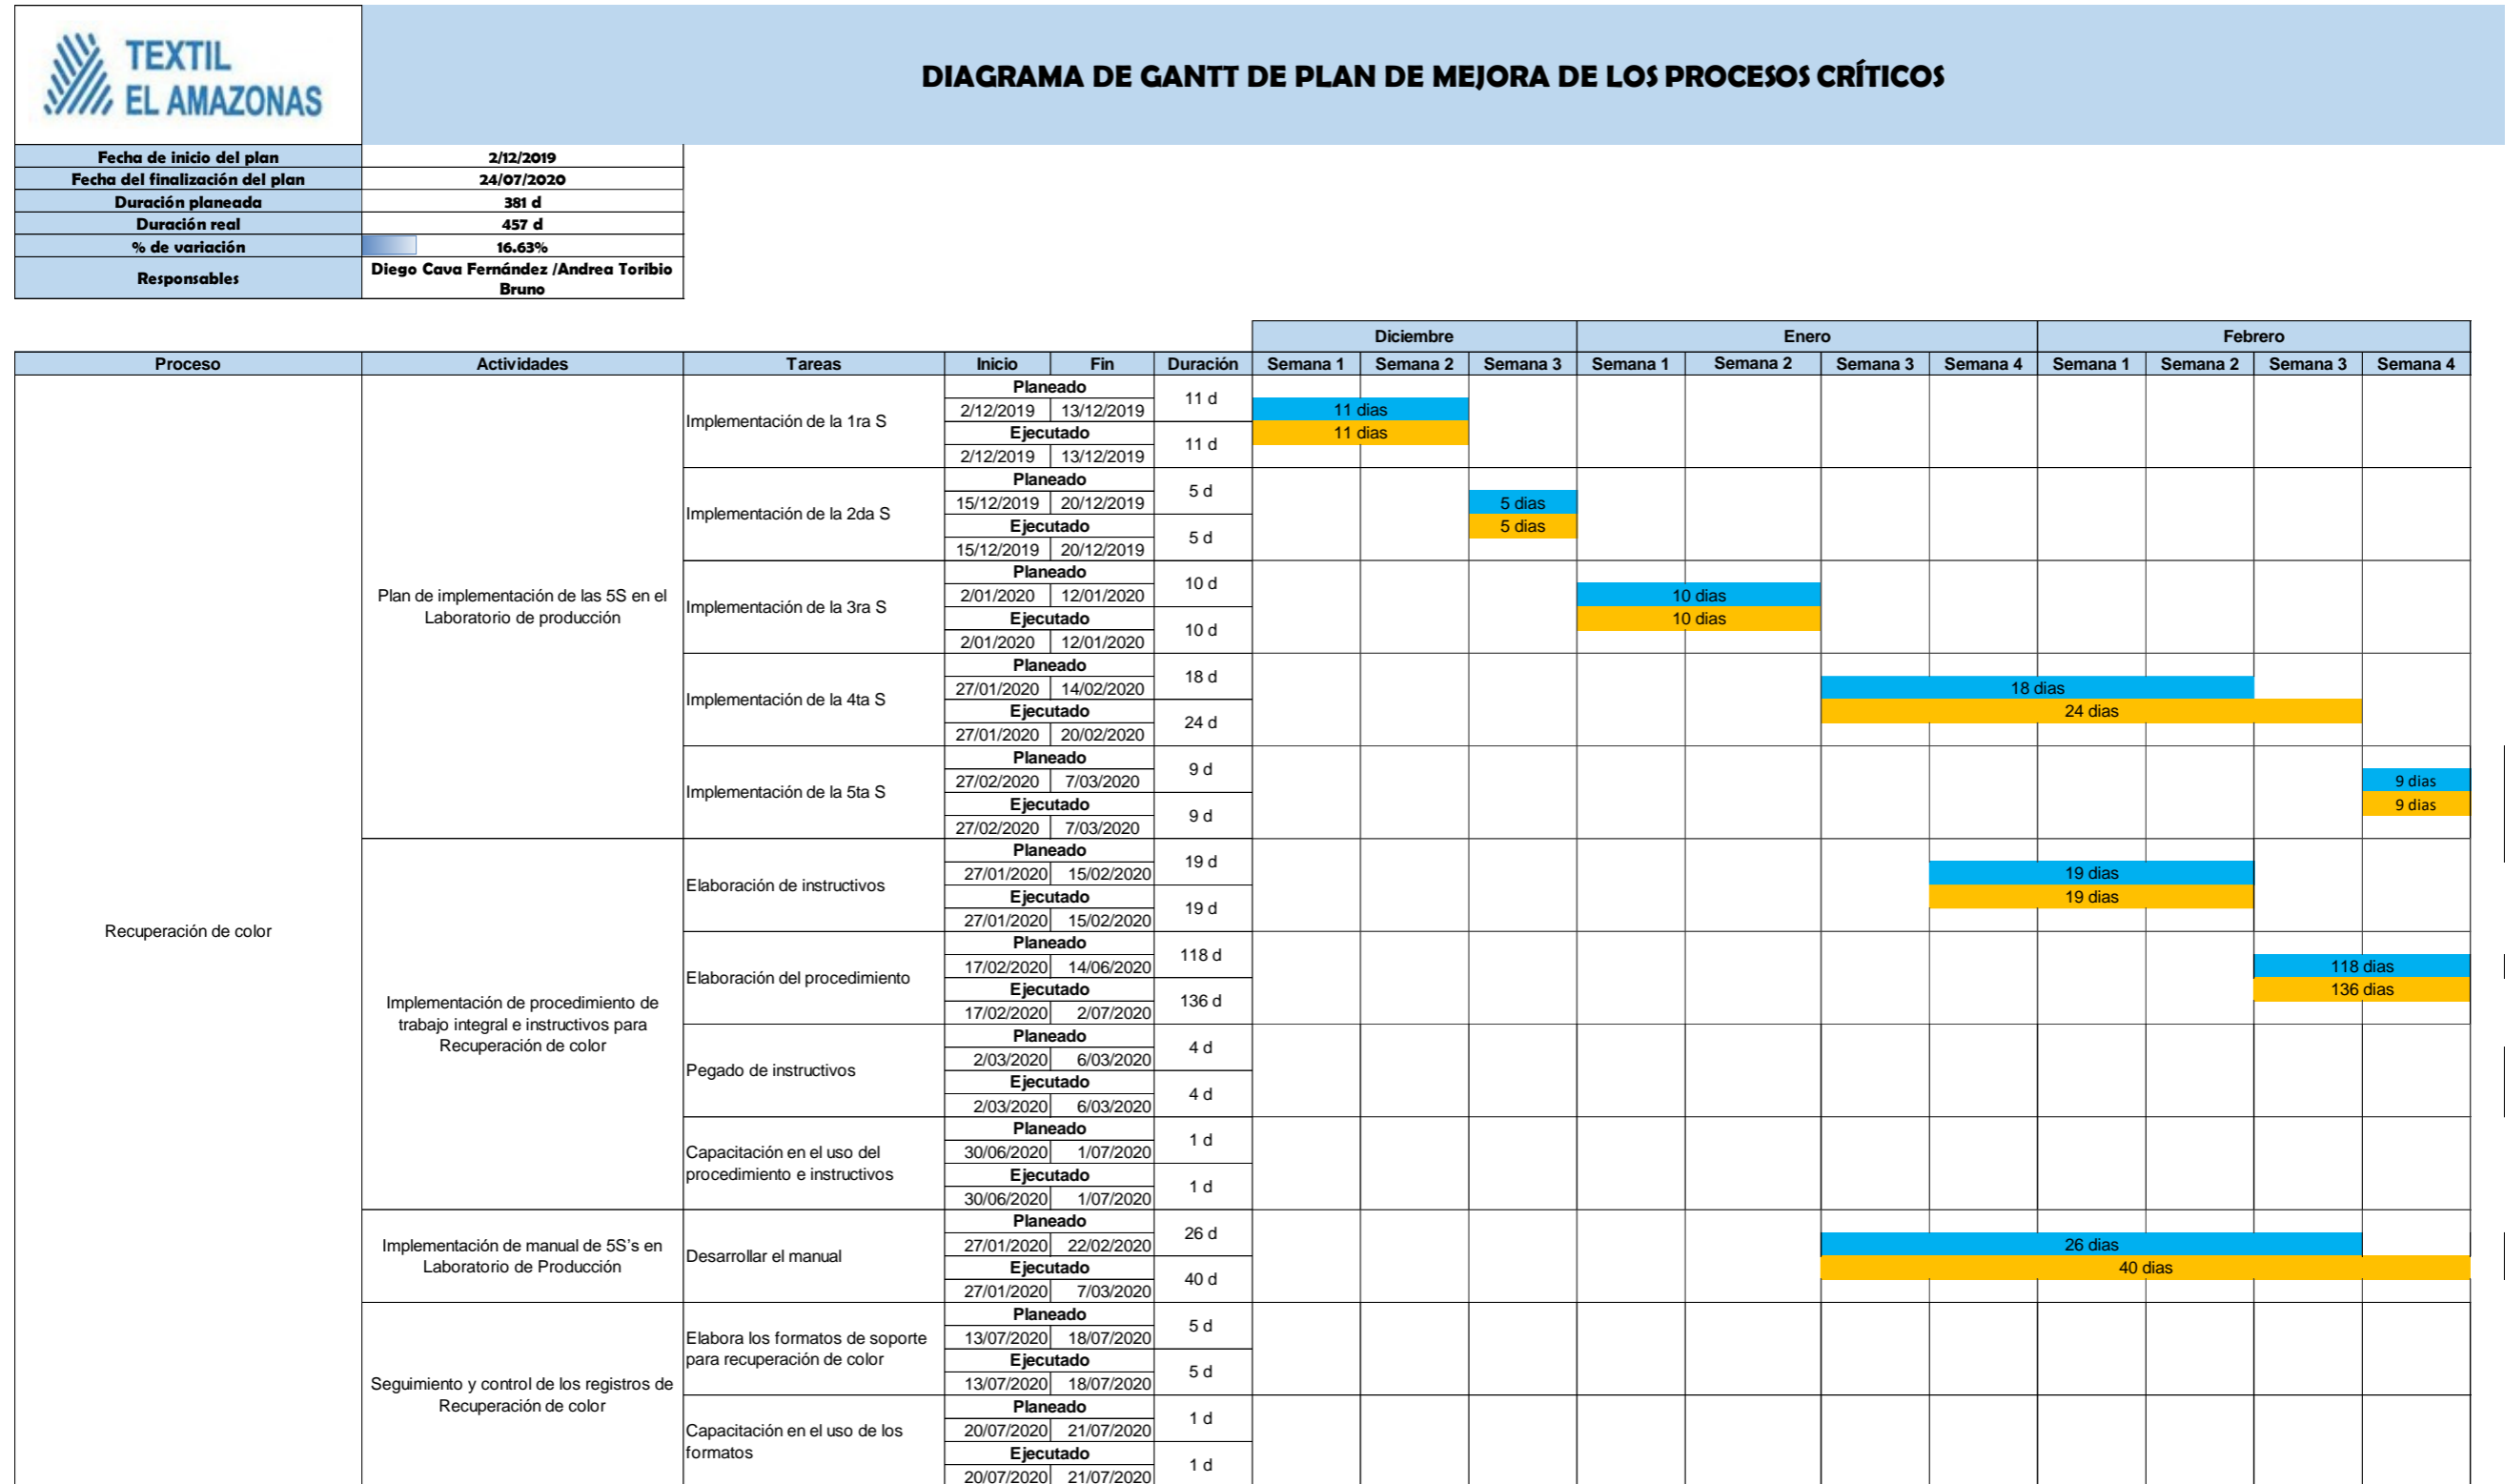 TEXTIL
EL AMAZONAS
DIAGRAMA DE GANTT DE PLAN DE MEJORA DE LOS PROCESOS CRÍTICOS
Fecha de inicio del plan 2/12/2019
Fecha del finalización del plan 24/07/2020
Duración planeada 381 d
Duración real 457 d
% de variación 16.63%
Responsables Diego Cava Fernández /Andrea Toribio
Bruno
Diciembre Enero Febrero
Proceso Actividades Tareas Inicio Fin Duración Semana 1 Semana 2 Semana 3 Semana 1 Semana 2 Semana 3 Semana 4 Semana 1 Semana 2 Semana 3 Semana 4
Recuperación de color
Plan de implementación de las 5S en el
Laboratorio de producción
Implementación de la 1ra S
Planeado
2/12/2019 13/12/2019 11 d 11 dias
Ejecutado
2/12/2019 13/12/2019 11 d 11 dias
Implementación de la 2da S
Planeado
15/12/2019 20/12/2019 5 d 5 dias
Ejecutado
15/12/2019 20/12/2019 5 d 5 dias
Implementación de la 3ra S
Planeado
2/01/2020 12/01/2020 10 d 10 dias
Ejecutado
2/01/2020 12/01/2020 10 d 10 dias
Implementación de la 4ta S
Planeado
27/01/2020 14/02/2020 18 d 18 dias
Ejecutado
27/01/2020 20/02/2020 24 d 24 dias
Implementación de la 5ta S
Planeado
27/02/2020 7/03/2020 9 d 9 dias
Ejecutado
27/02/2020 7/03/2020 9 d 9 dias
Implementación de procedimiento de
trabajo integral e instructivos para
Recuperación de color
Elaboración de instructivos
Planeado
27/01/2020 15/02/2020 19 d 19 dias
Ejecutado
27/01/2020 15/02/2020 19 d 19 dias
Elaboración del procedimiento
Planeado
17/02/2020 14/06/2020 118 d 118 dias
Ejecutado
17/02/2020 2/07/2020 136 d 136 dias
Pegado de instructivos
Planeado
2/03/2020 6/03/2020 4 d
Ejecutado
2/03/2020 6/03/2020 4 d
Capacitación en el uso del
procedimiento e instructivos
Planeado
30/06/2020 1/07/2020 1 d
Ejecutado
30/06/2020 1/07/2020 1 d
Implementación de manual de 5S's en
Laboratorio de Producción
Desarrollar el manual
Planeado
27/01/2020 22/02/2020 26 d 26 dias
Ejecutado
27/01/2020 7/03/2020 40 d 40 dias
Seguimiento y control de los registros de
Recuperación de color
Elabora los formatos de soporte
para recuperación de color
Planeado
13/07/2020 18/07/2020 5 d
Ejecutado
13/07/2020 18/07/2020 5 d
Capacitación en el uso de los
formatos
Planeado
20/07/2020 21/07/2020 1 d
Ejecutado
20/07/2020 21/07/2020 1 d